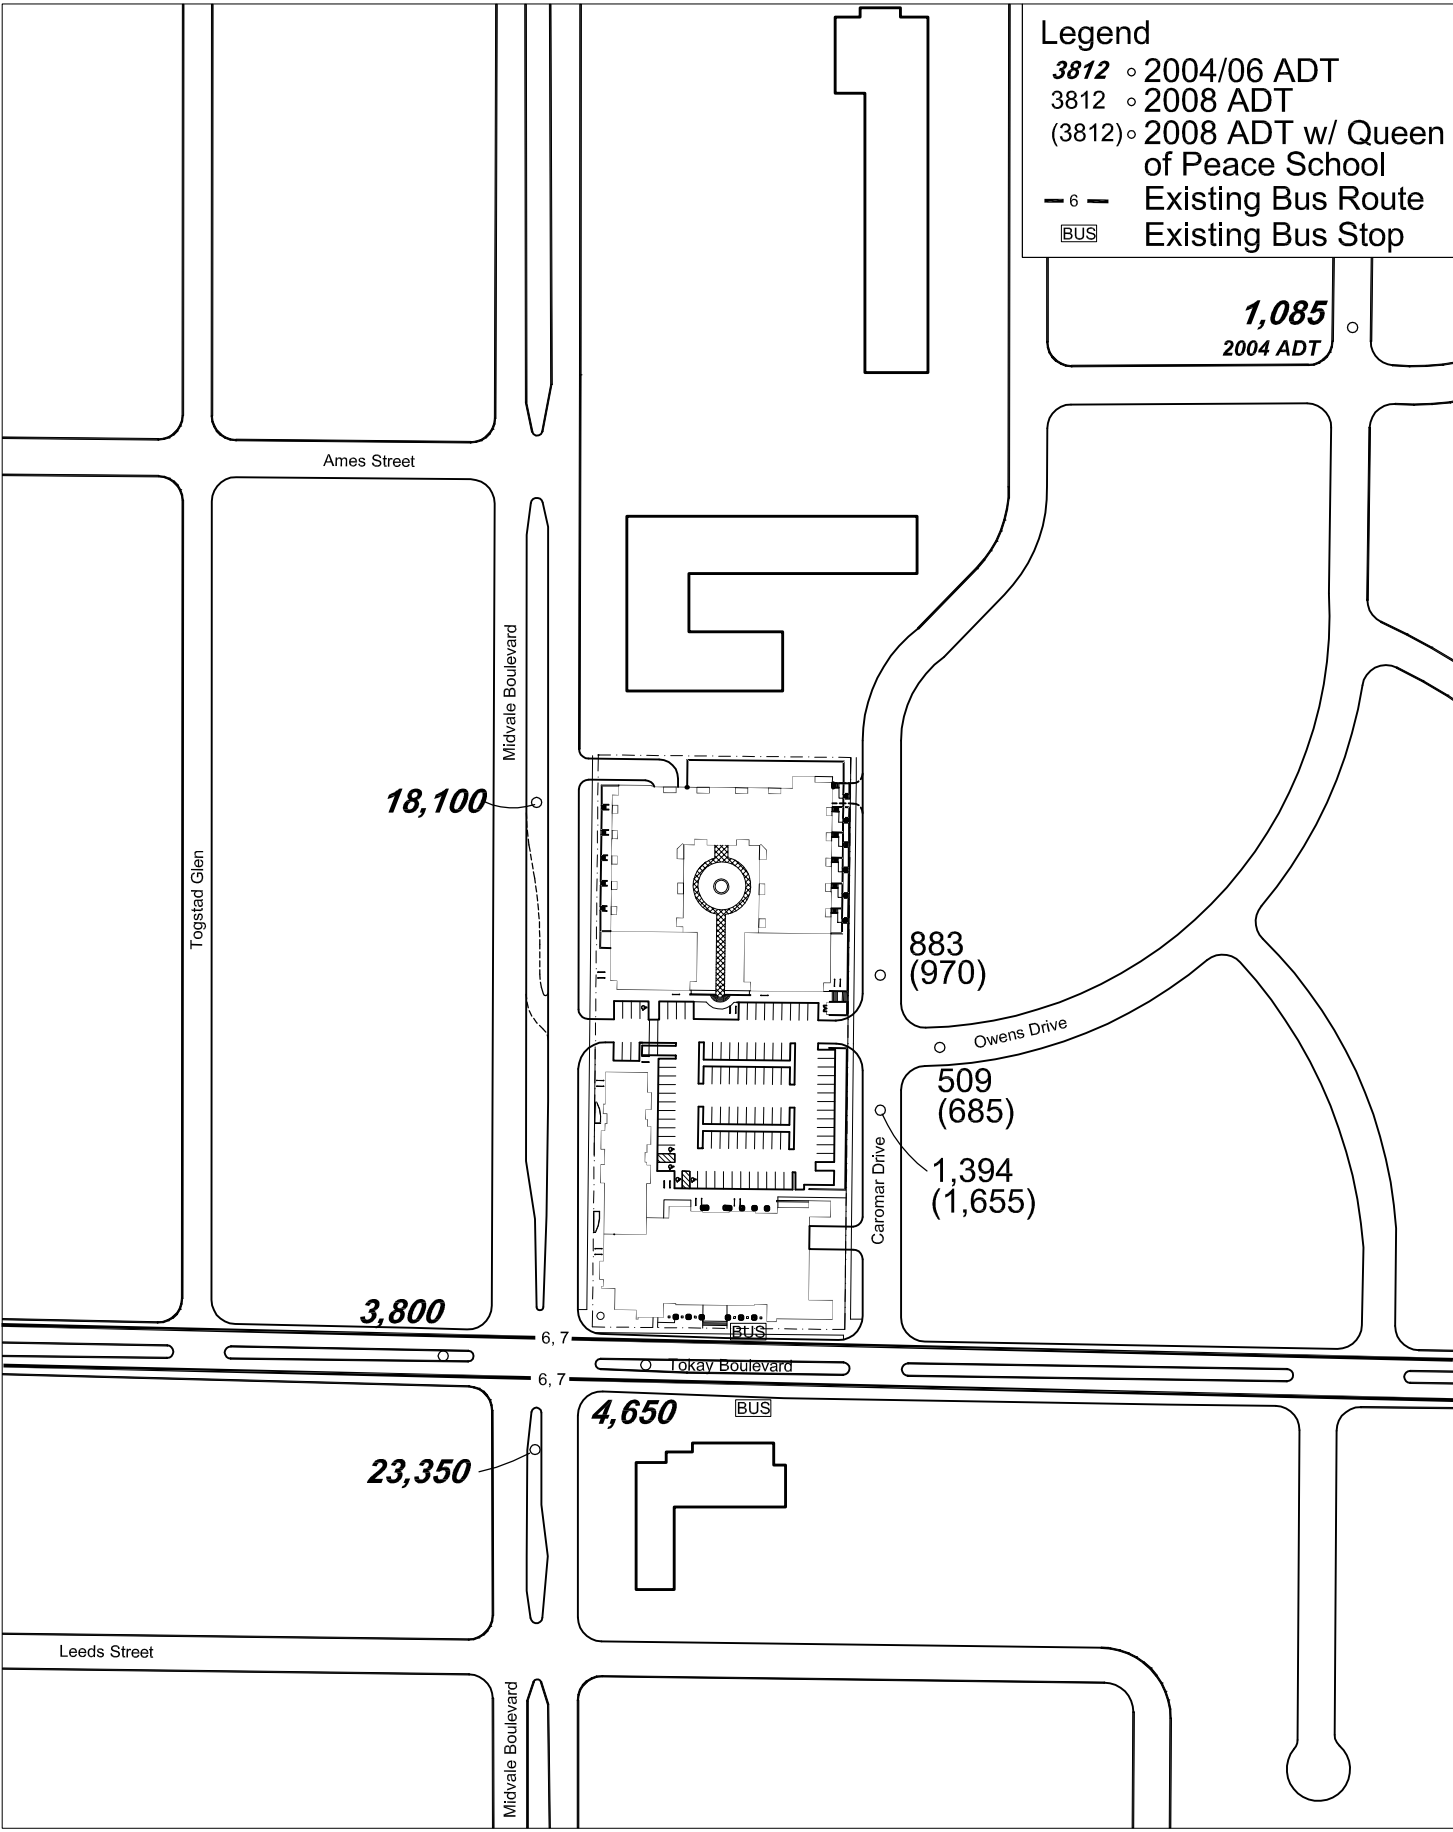 Legend
3812 2004/06 ADT
3812 2008 ADT
(3812) 2008 ADT w/ Queen
of Peace School
6 Existing Bus Route
BUS Existing Bus Stop
1,085
2004 ADT
Ames Street
Midvale Boulevard
18,100
Togstad Glen
883
(970)
Owens Drive
509
(685)
Caromar Drive
1,394
(1,655)
3,800
6, 7
BUS
Tokay Boulevard
6, 7
4,650
BUS
23,350
Leeds Street
Midvale Boulevard